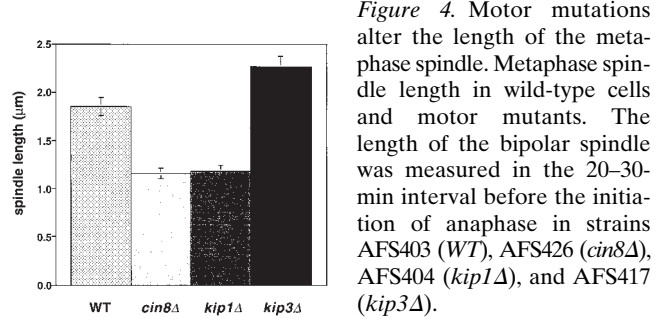 2.5
2.0
1.5
1.0
0.5
0.0
spindle length (μm)
WT cin8Δ kip1Δ kip3Δ
Figure 4. Motor mutations
alter the length of the meta-
phase spindle. Metaphase spin-
dle length in wild-type cells
and motor mutants. The
length of the bipolar spindle
was measured in the 20–30-
min interval before the initia-
tion of anaphase in strains
AFS403 (WT), AFS426 (cin8Δ),
AFS404 (kip1Δ), and AFS417
(kip3Δ).